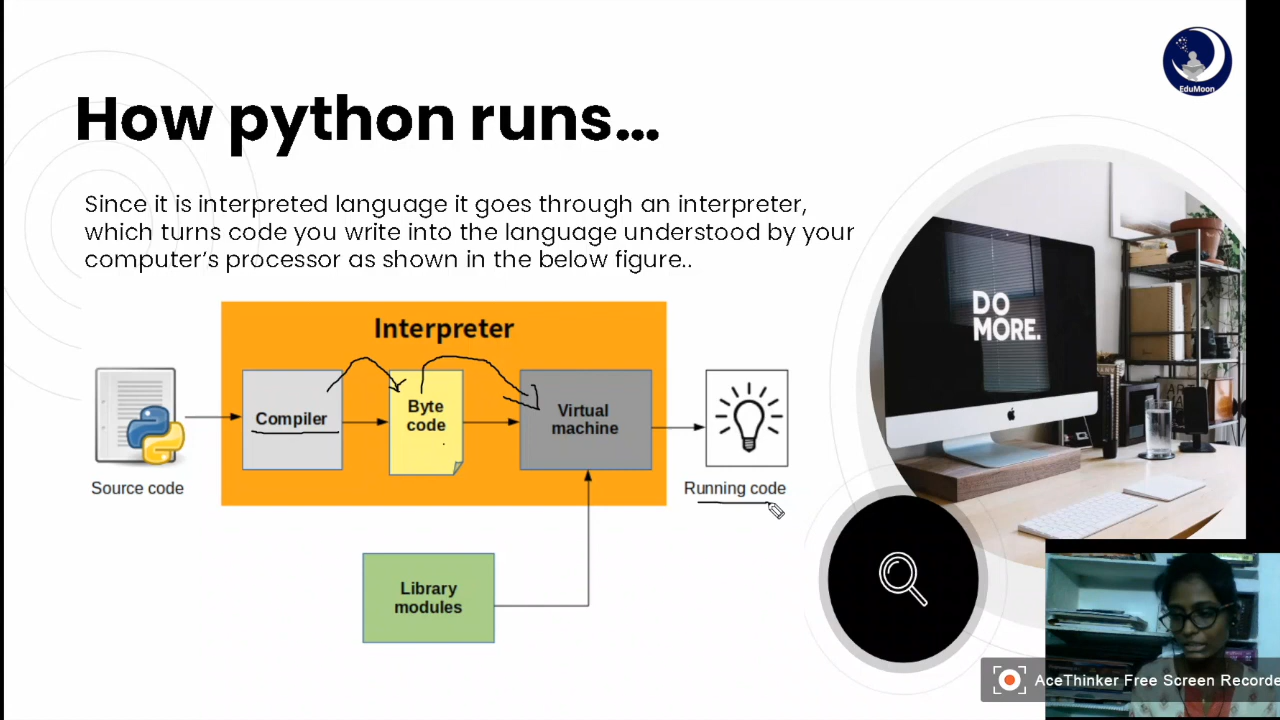 EduMoon
How python runs...
Since it is interpreted language it goes through an interpreter,
which turns code you write into the language understood by your
computer's processor as shown in the below figure..
Interpreter
Compiler
Byte
code
Virtual
machine
Source code
Running code
Library
modules
DO
MORE.
AceThinker Free Screen Recorde